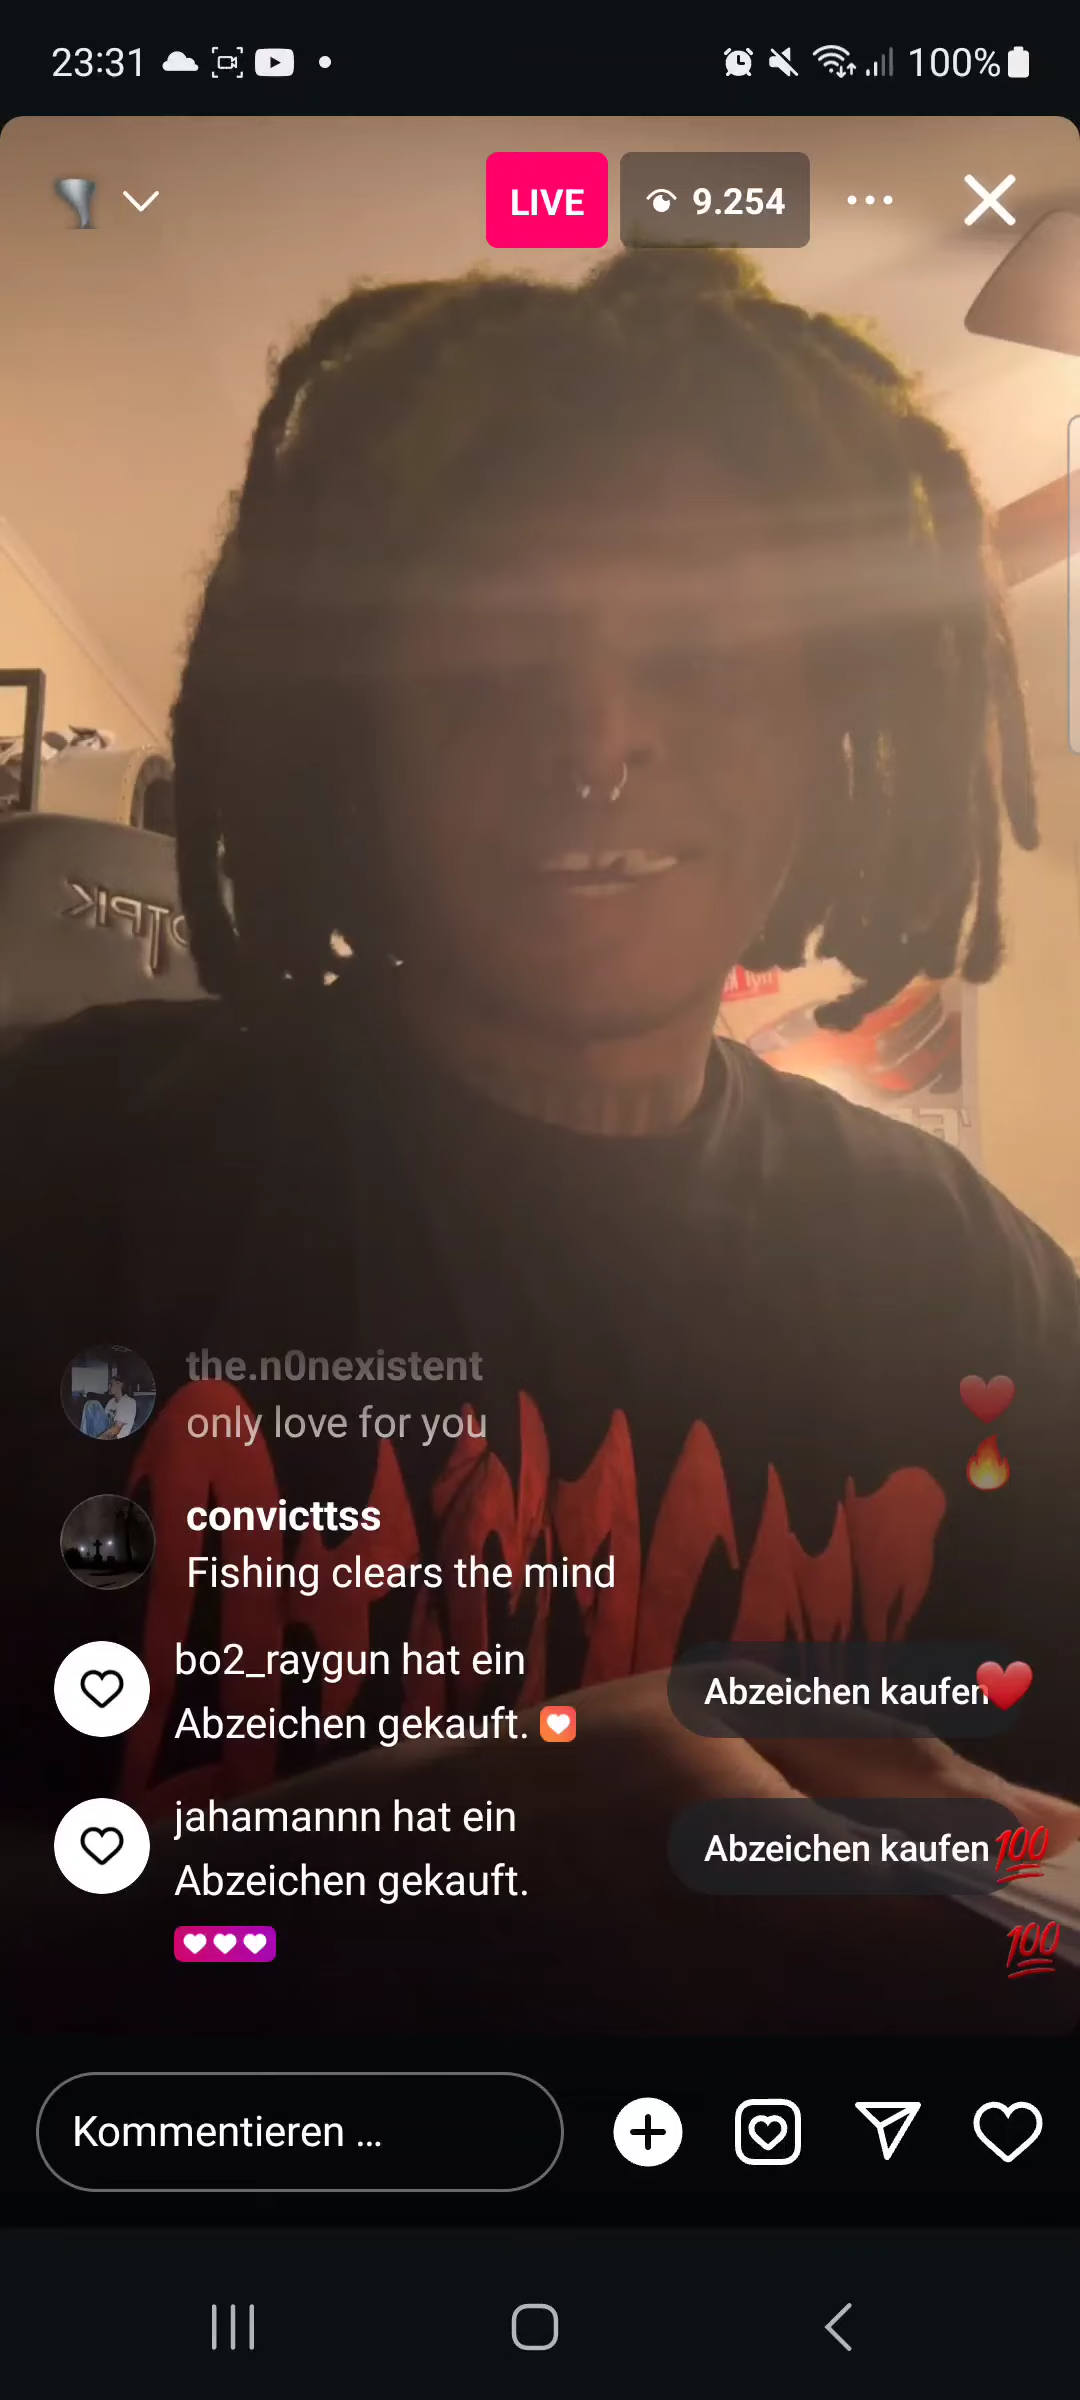 23:31
100%
LIVE
9.254
the.n0nexistent
only love for you
convicttss
Fishing clears the mind
bo2_raygun hat ein
Abzeichen gekauft.
Abzeichen kaufen
jahamannn hat ein
Abzeichen gekauft.
Abzeichen kaufen
100
100
Kommentieren ...